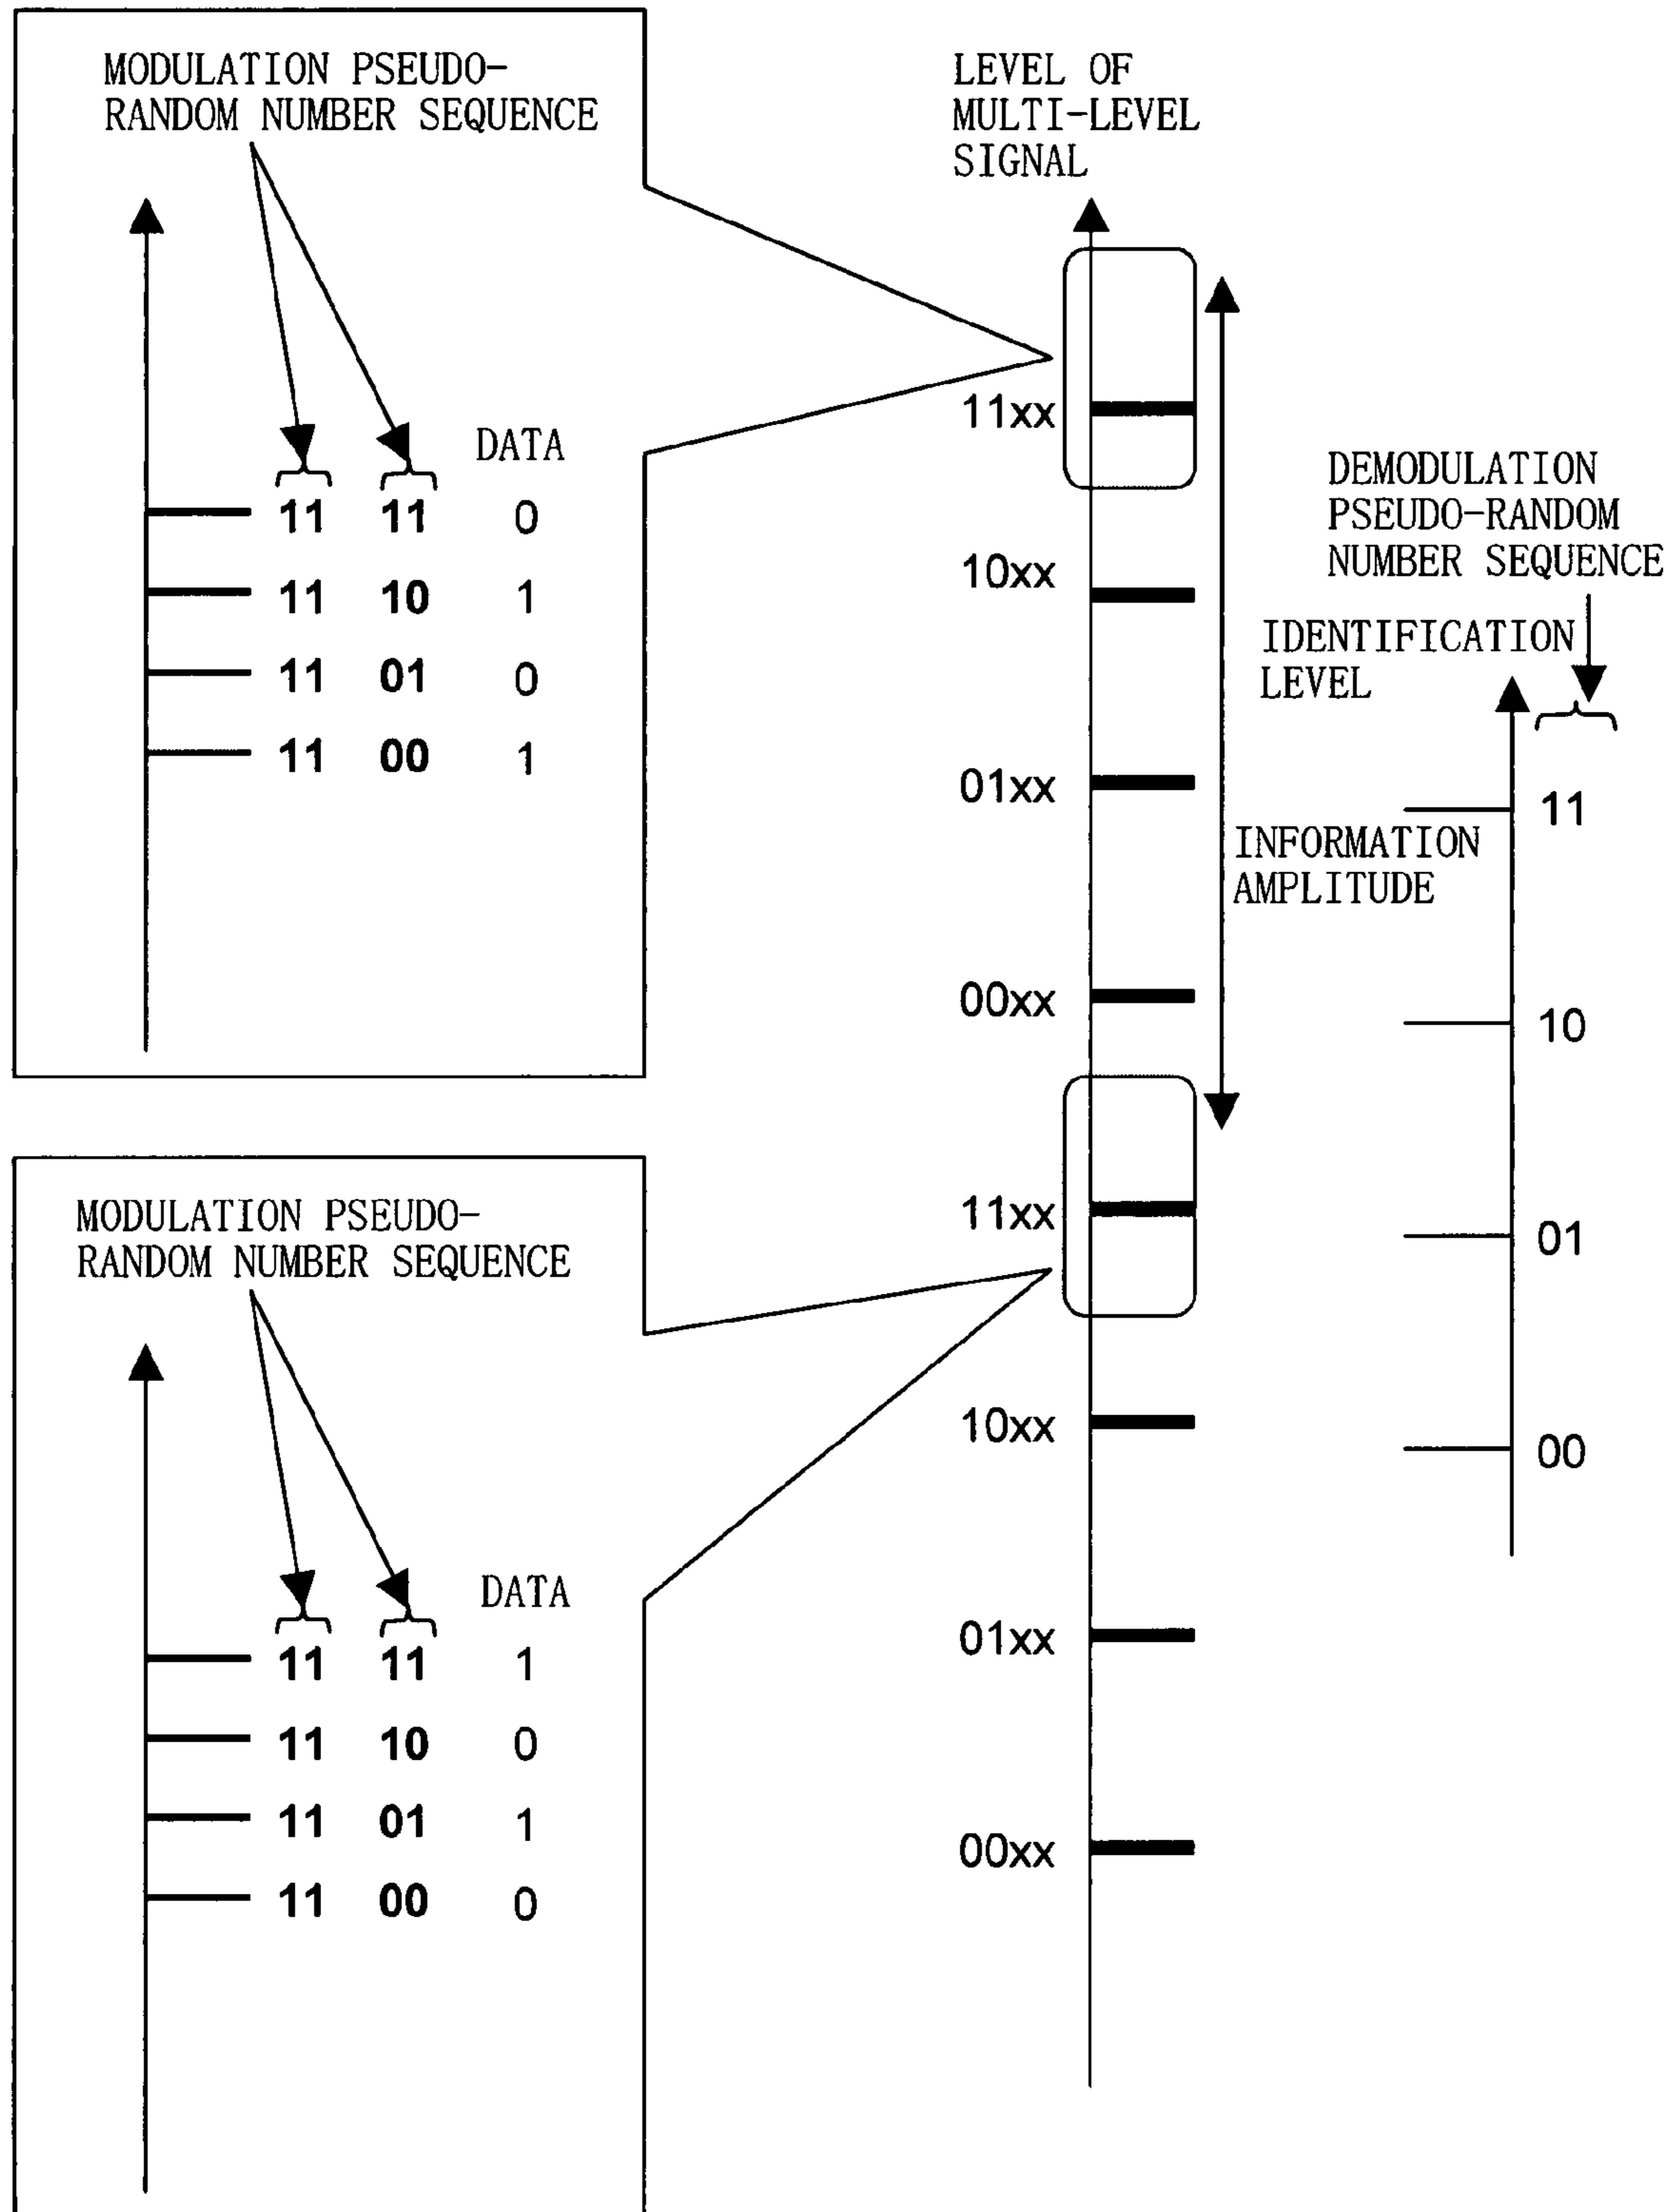 MODULATION PSEUDO-
RANDOM NUMBER SEQUENCE
DATA
11 11 0
11 10 1
11 01 0
11 00 1
LEVEL OF
MULTI-LEVEL
SIGNAL
11xx
10xx
01xx
00xx
11xx
10xx
01xx
00xx
INFORMATION
AMPLITUDE
DEMODULATION
PSEUDO-RANDOM
NUMBER SEQUENCE
IDENTIFICATION
LEVEL
11
10
01
00
MODULATION PSEUDO-
RANDOM NUMBER SEQUENCE
DATA
11 11 1
11 10 0
11 01 1
11 00 0